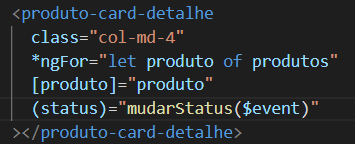 <produto-card-detalhe
class="col-md-4"
*ngFor="let produto of produtos"
[produto]="produto"
(status)="mudarStatus($event)"
></produto-card-detalhe>